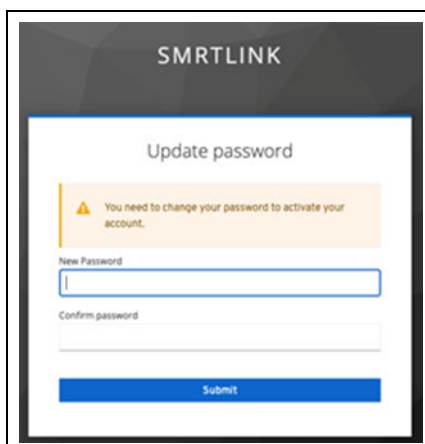 SMRTLINK
Update password
You need to change your password to activate your
account.
New Password
Confirm password
Submit